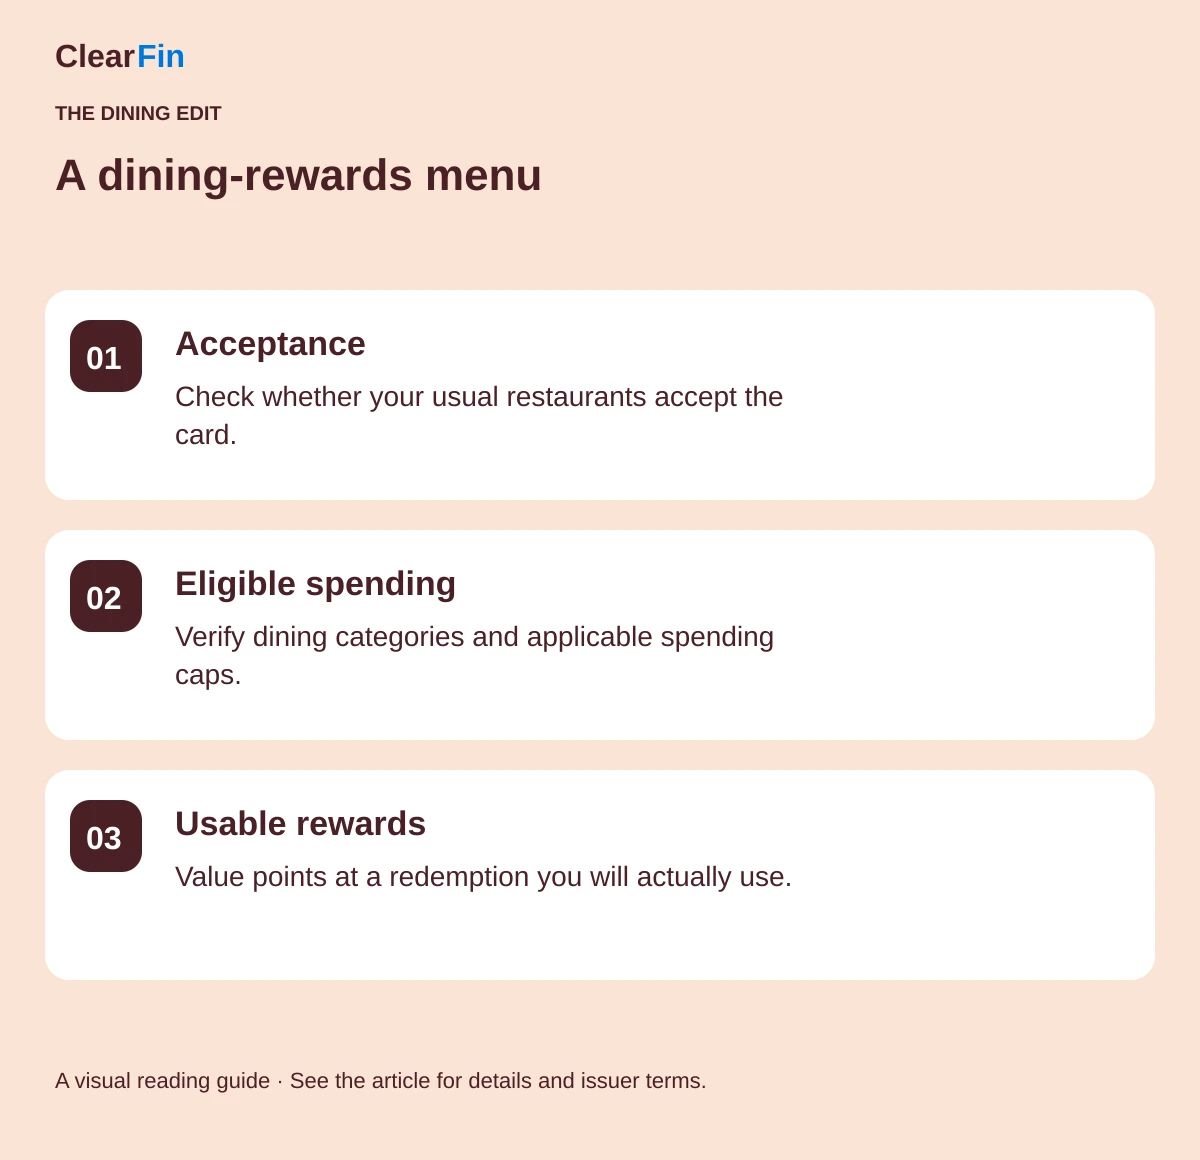 ClearFin
THE DINING EDIT
A dining-rewards menu
01
Acceptance
Check whether your usual restaurants accept the
card.
02
Eligible spending
Verify dining categories and applicable spending
caps.
03
Usable rewards
Value points at a redemption you will actually use.
A visual reading guide · See the article for details and issuer terms.